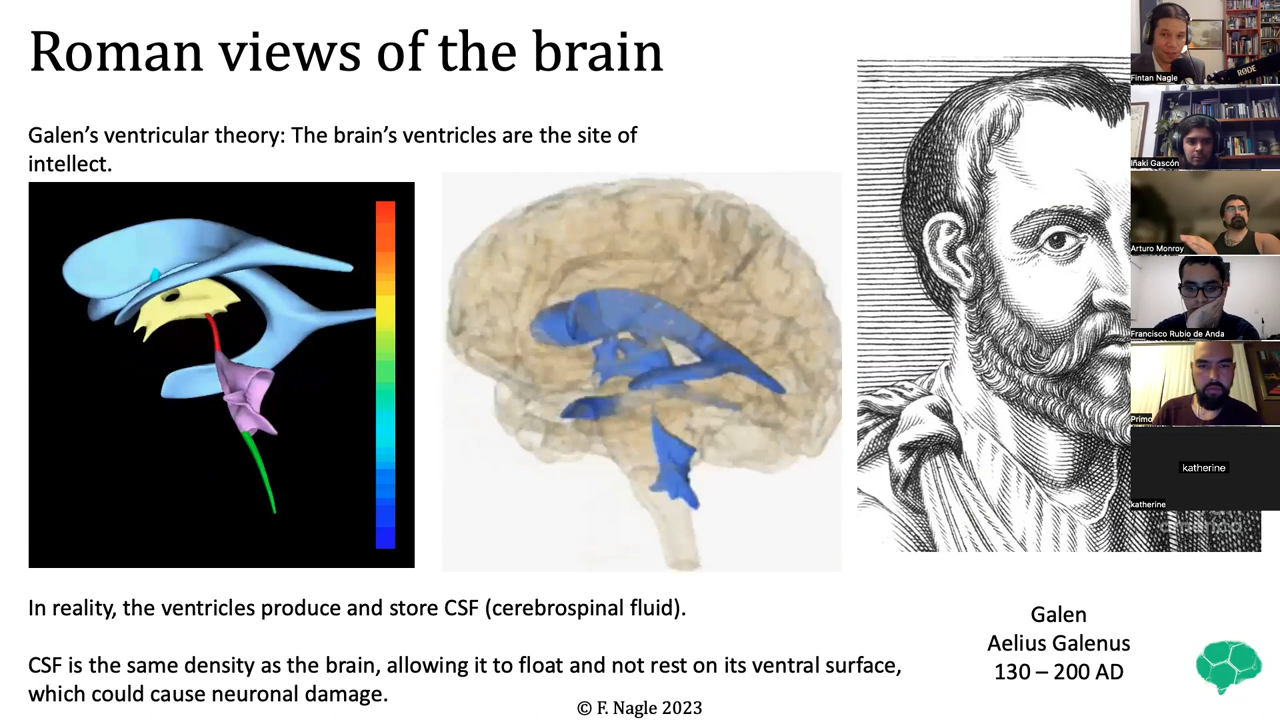 Roman views of the brain
Galen’s ventricular theory: The brain’s ventricles are the site of
intellect.
In reality, the ventricles produce and store CSF (cerebrospinal fluid).
CSF is the same density as the brain, allowing it to float and not rest on its ventral surface,
which could cause neuronal damage.
© F. Nagle 2023
Galen
Aelius Galenus
130 – 200 AD
RØDE
Fintan Nagle
Iñaki Gascón
Arturo Monroy
Francisco Rubio de Anda
Primo
katherine
katherine